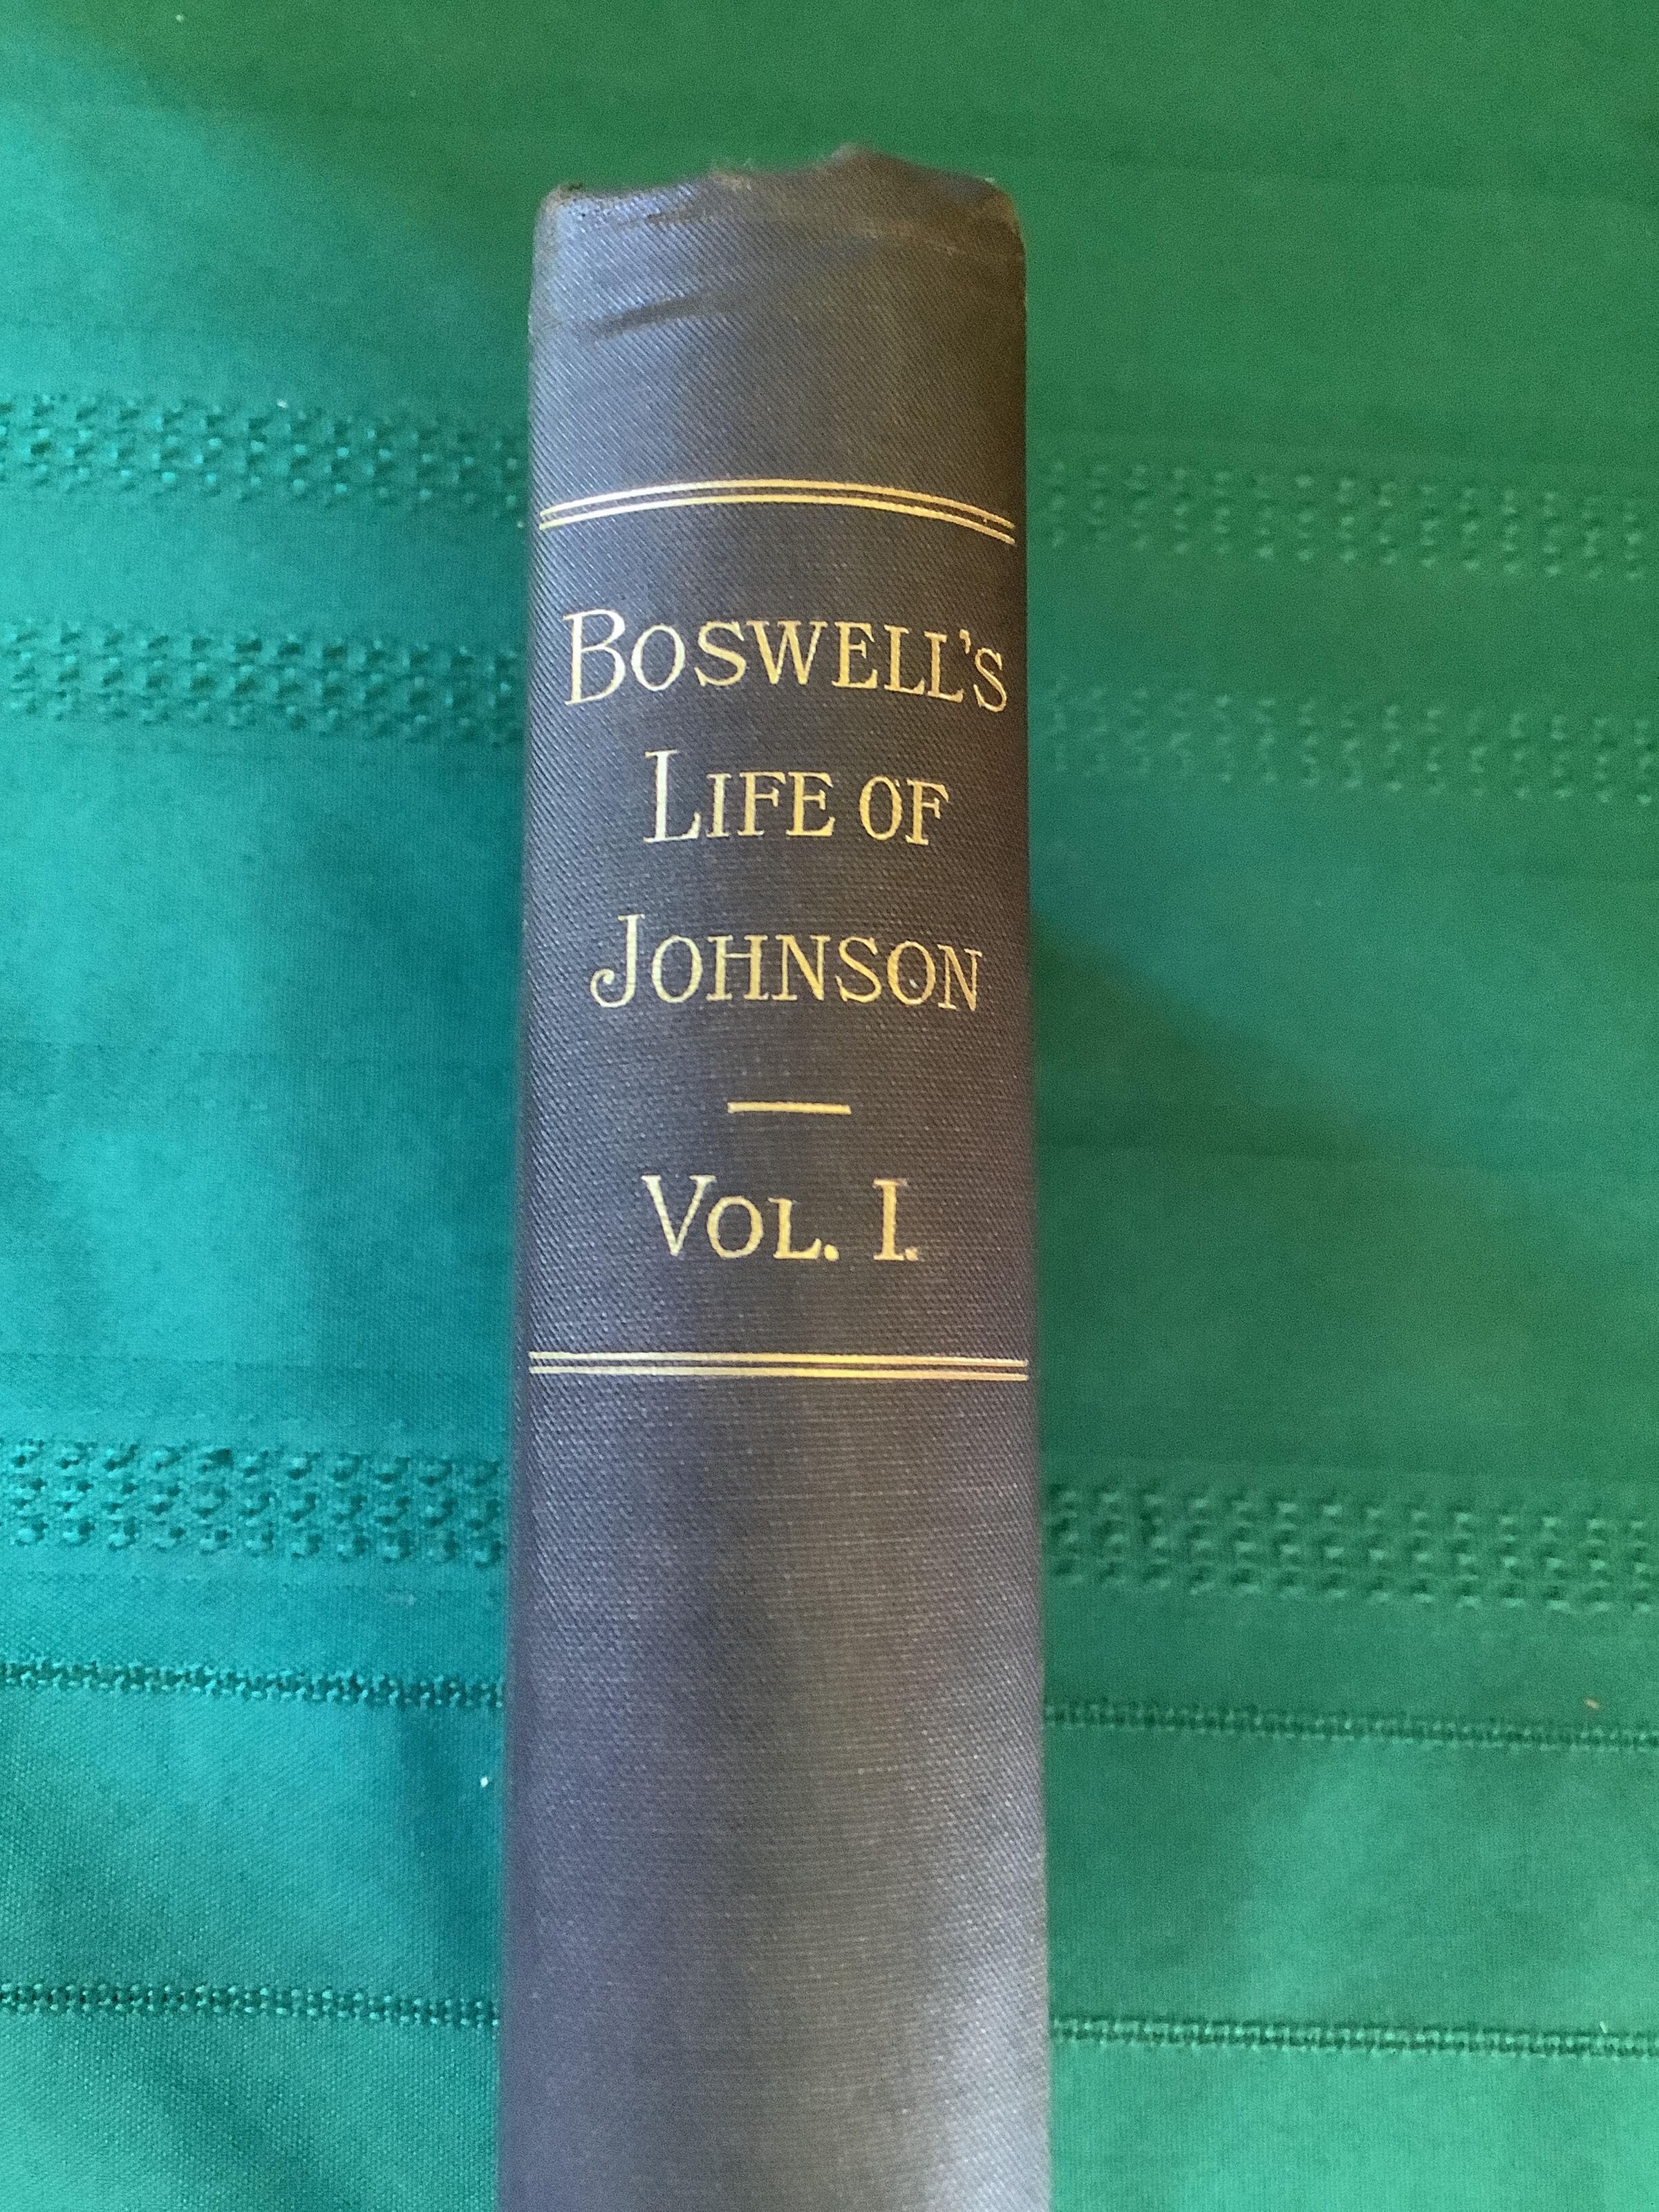 BOSWELL'S
LIFE OF
JOHNSON
VOL. I.